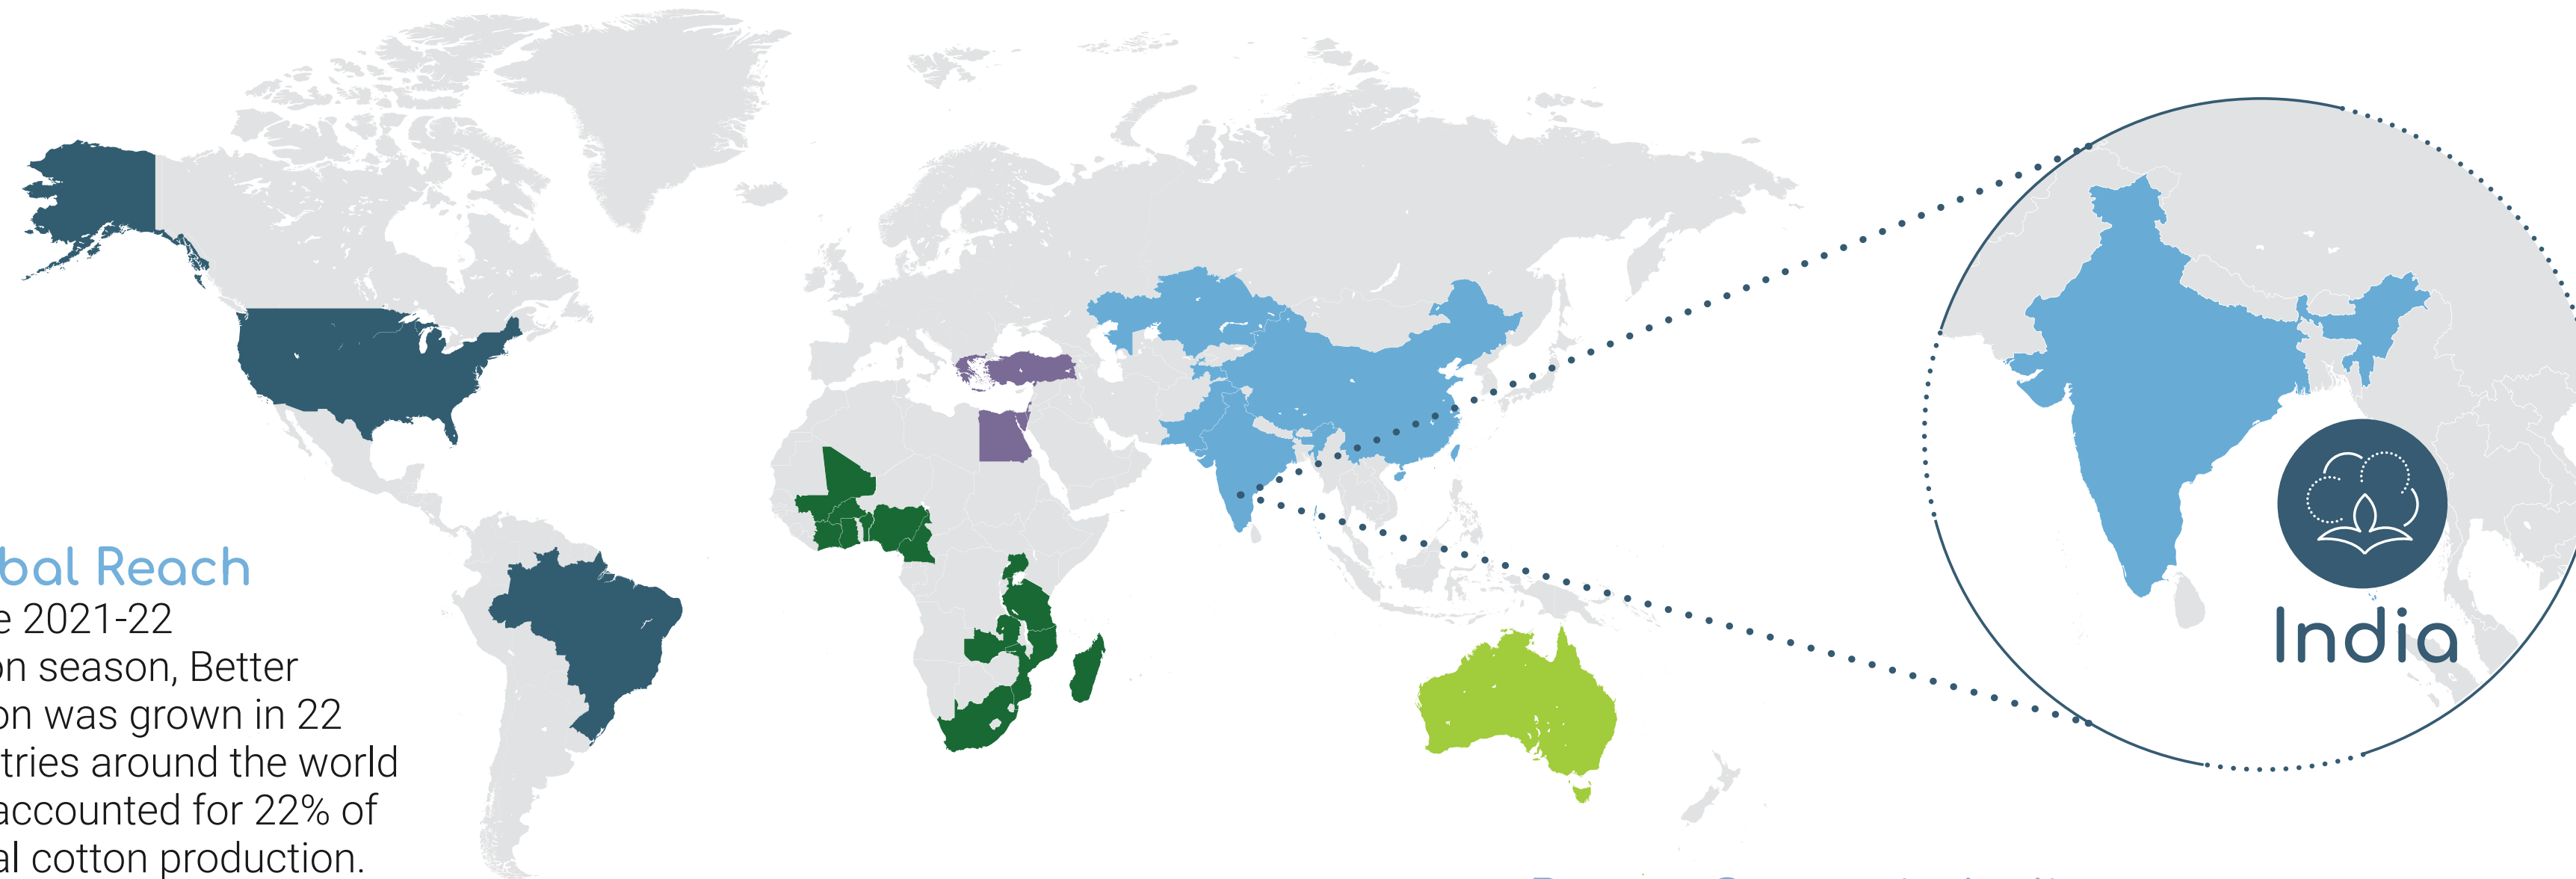 bal Reach
e 2021-22
on season, Better
on was grown in 22
tries around the world
accounted for 22% of
al cotton production.
India